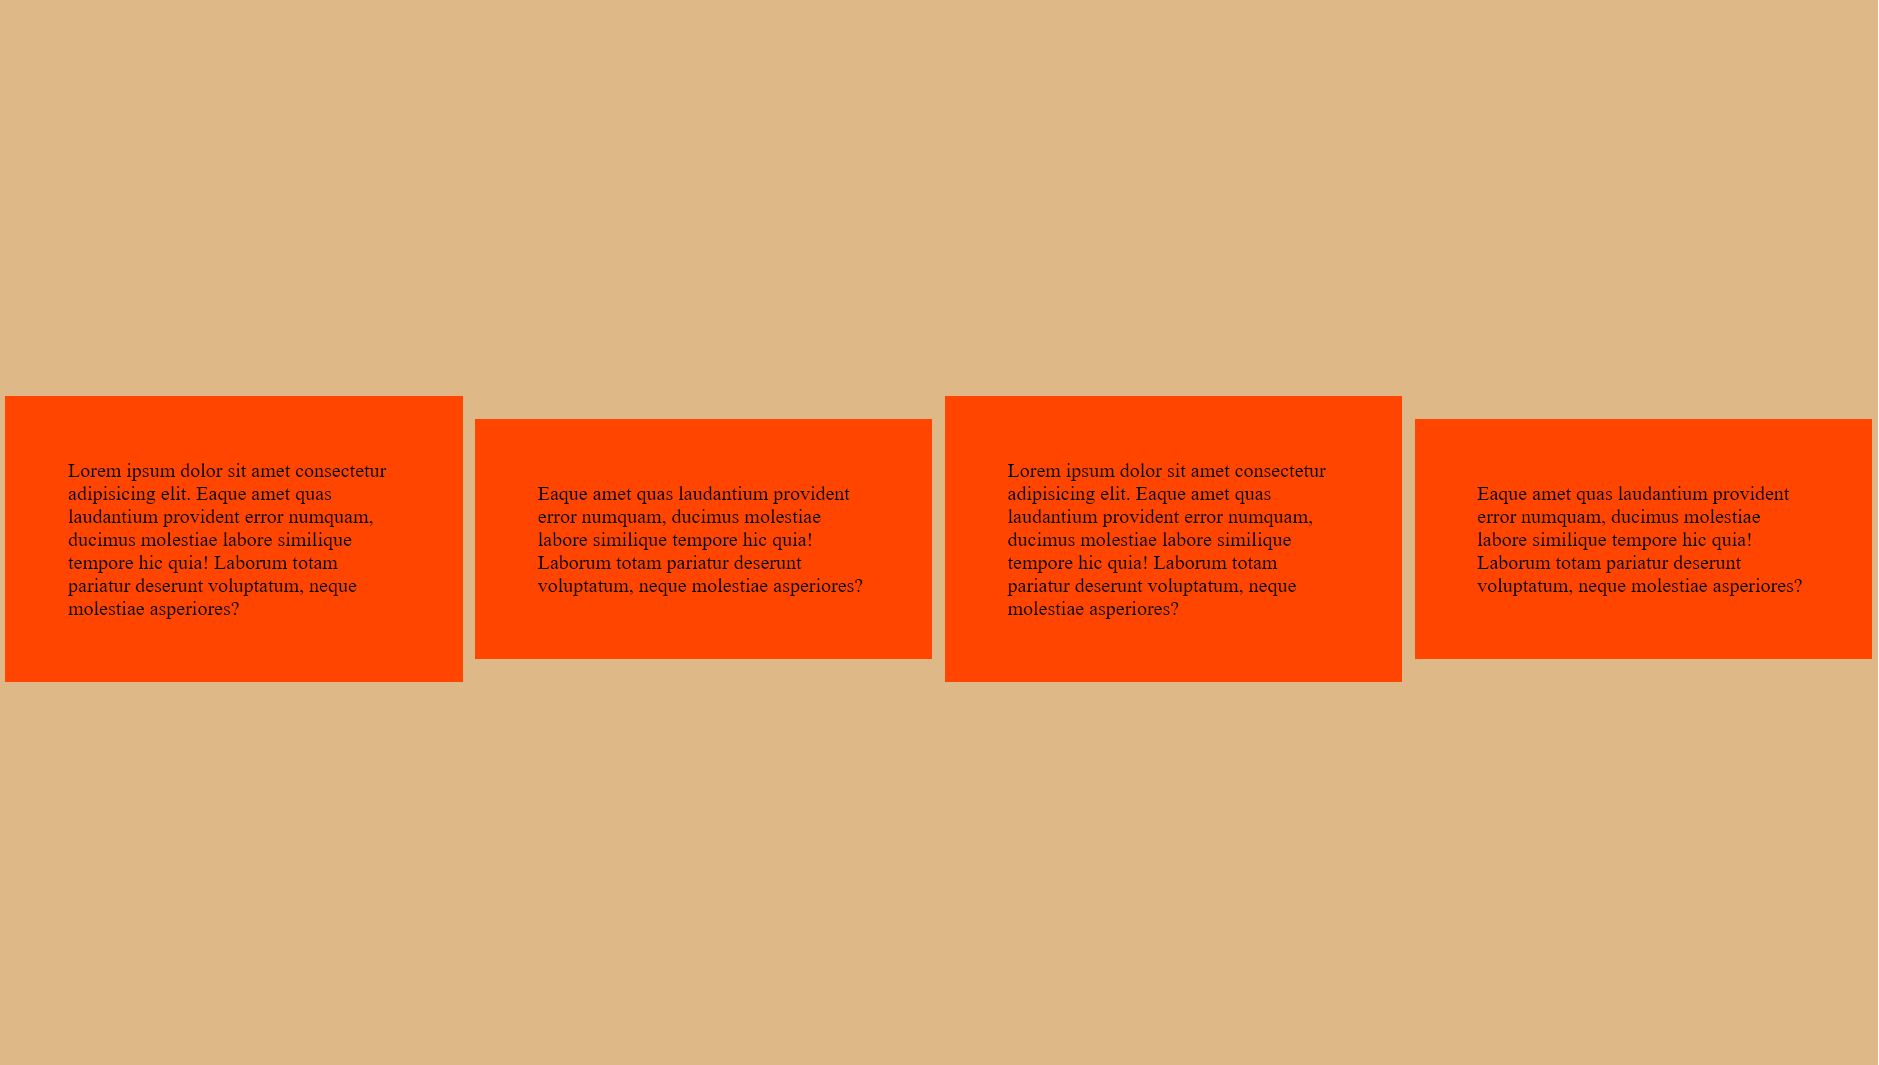 Lorem ipsum dolor sit amet consectetur
adipisicing elit. Eaque amet quas
laudantium provident error numquam,
ducimus molestiae labore similique
tempore hic quia! Laborum totam
pariatur deserunt voluptatum, neque
molestiae asperiores?
Eaque amet quas laudantium provident
error numquam, ducimus molestiae
labore similique tempore hic quia!
Laborum totam pariatur deserunt
voluptatum, neque molestiae asperiores?
Lorem ipsum dolor sit amet consectetur
adipisicing elit. Eaque amet quas
laudantium provident error numquam,
ducimus molestiae labore similique
tempore hic quia! Laborum totam
pariatur deserunt voluptatum, neque
molestiae asperiores?
Eaque amet quas laudantium provident
error numquam, ducimus molestiae
labore similique tempore hic quia!
Laborum totam pariatur deserunt
voluptatum, neque molestiae asperiores?